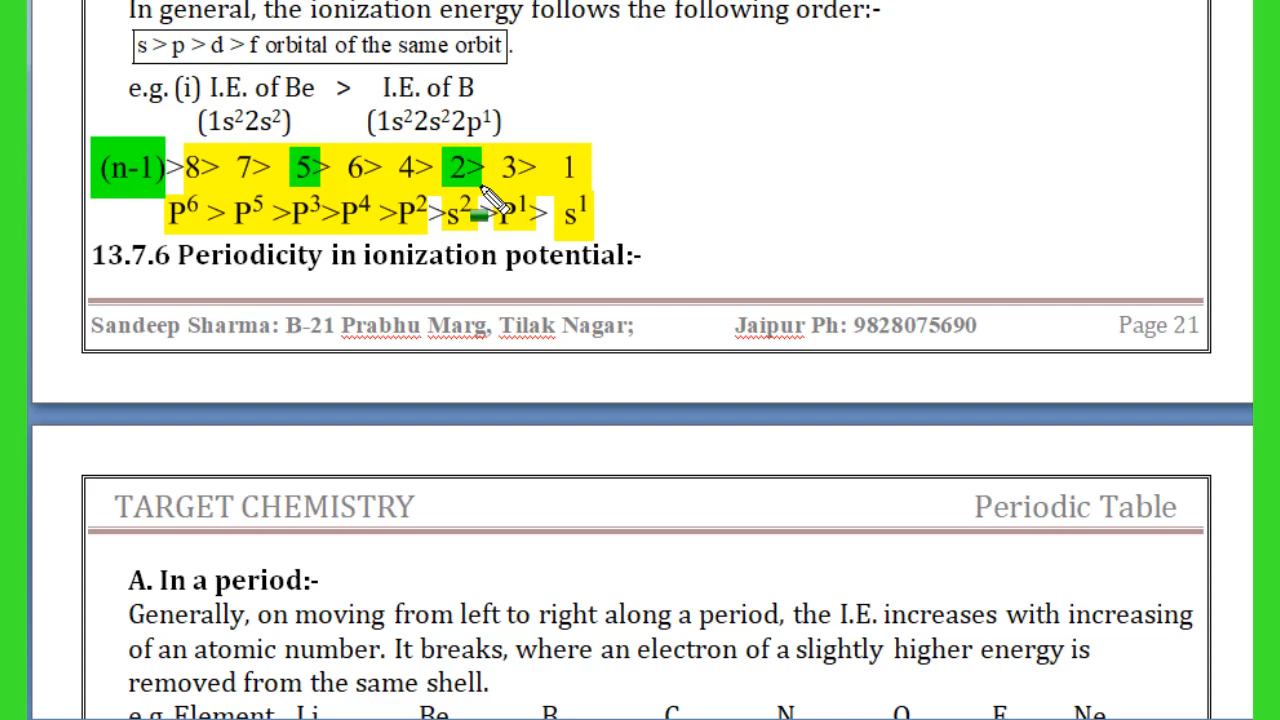 In general, the ionization energy follows the following order:-
s > p > d > f orbital of the same orbit.
e.g. (i) I.E. of Be > I.E. of B
(1s²2s²) (1s²2s²2p¹)
(n-1)>8> 7> 5> 6> 4> 2> 3> 1
P⁶ > P⁵ >P³>P⁴ >P²>s²>P¹> s¹
13.7.6 Periodicity in ionization potential:-
Sandeep Sharma: B-21 Prabhu Marg, Tilak Nagar; Jaipur Ph: 9828075690 Page 21
TARGET CHEMISTRY Periodic Table
A. In a period:-
Generally, on moving from left to right along a period, the I.E. increases with increasing
of an atomic number. It breaks, where an electron of a slightly higher energy is
removed from the same shell.
e.g. Element Li Be B C N O F Ne